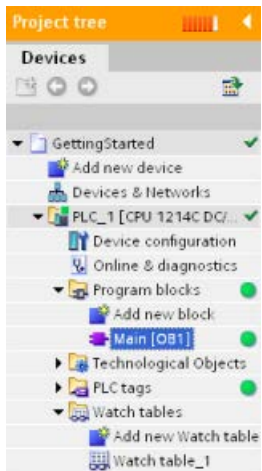 Project tree
Devices
GettingStarted
Add new device
Devices & Networks
PLC_1 [CPU 1214C DC/...
Device configuration
Online & diagnostics
Program blocks
Add new block
Main [OB1]
Technological Objects
PLC tags
Watch tables
Add new Watch table
Watch table_1